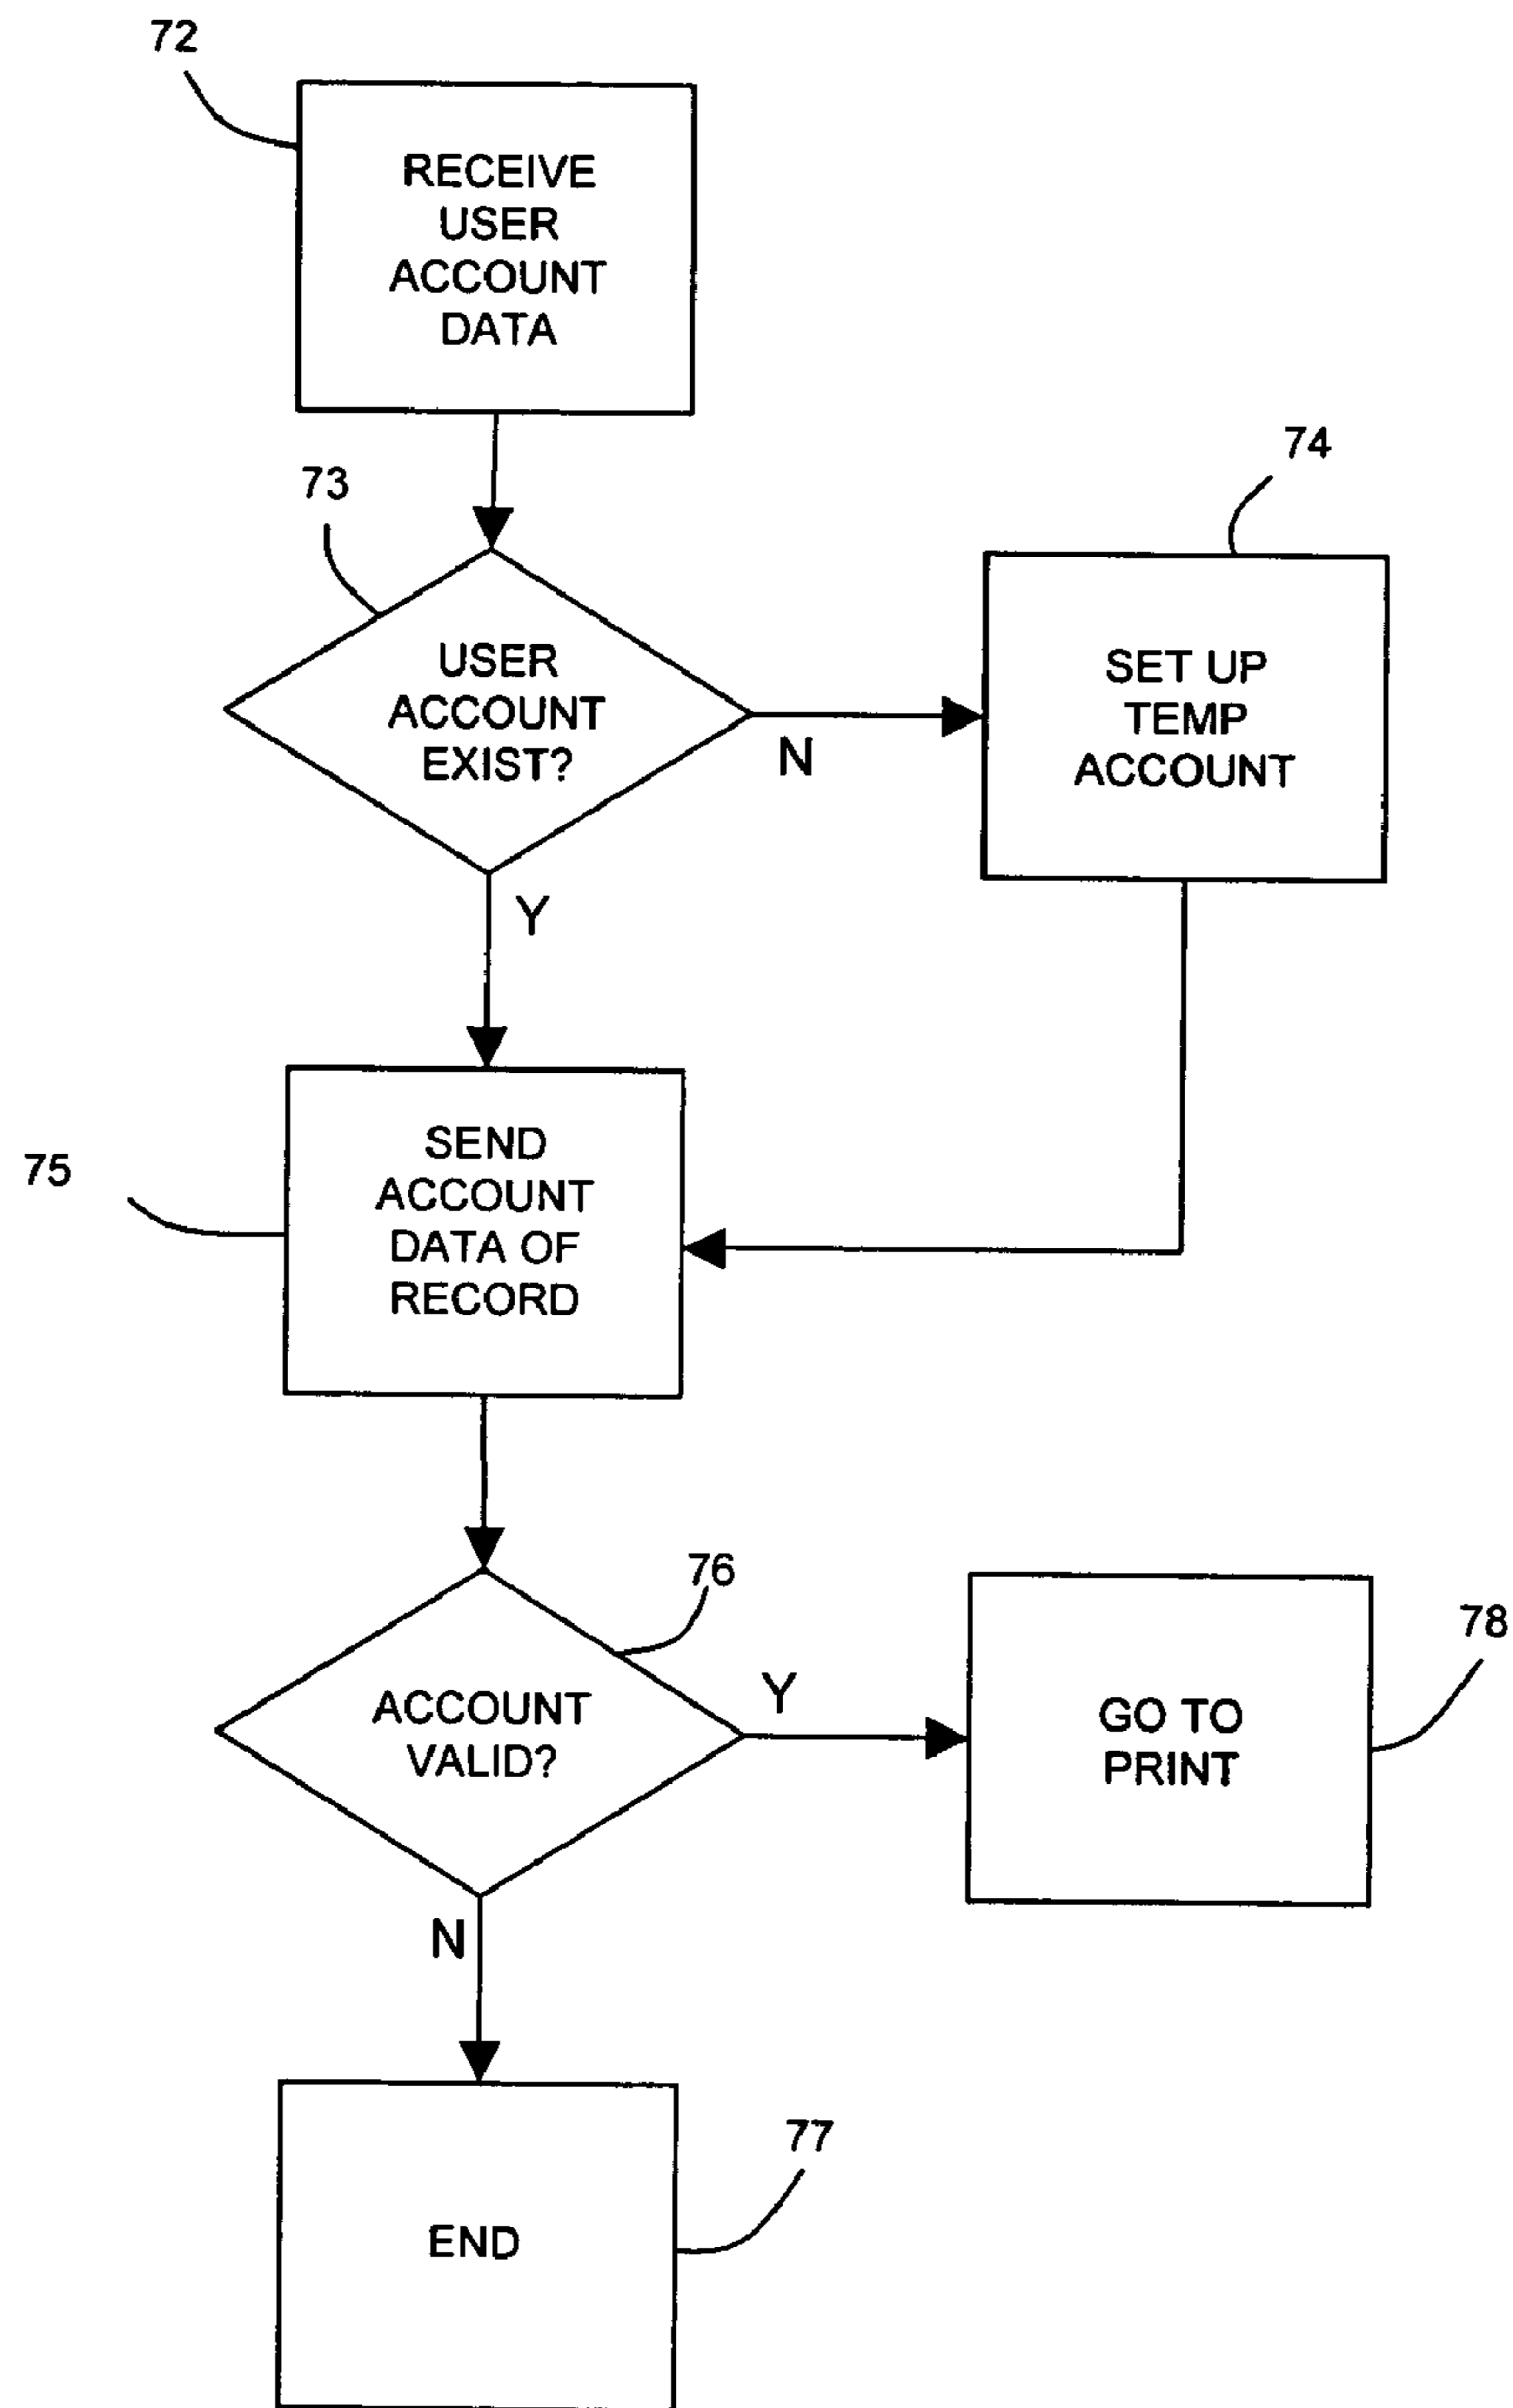 72
RECEIVE
USER
ACCOUNT
DATA
73
74
USER
ACCOUNT
EXIST?
N
SET UP
TEMP
ACCOUNT
Y
75
SEND
ACCOUNT
DATA OF
RECORD
76
ACCOUNT
VALID?
Y
GO TO
PRINT
78
N
77
END